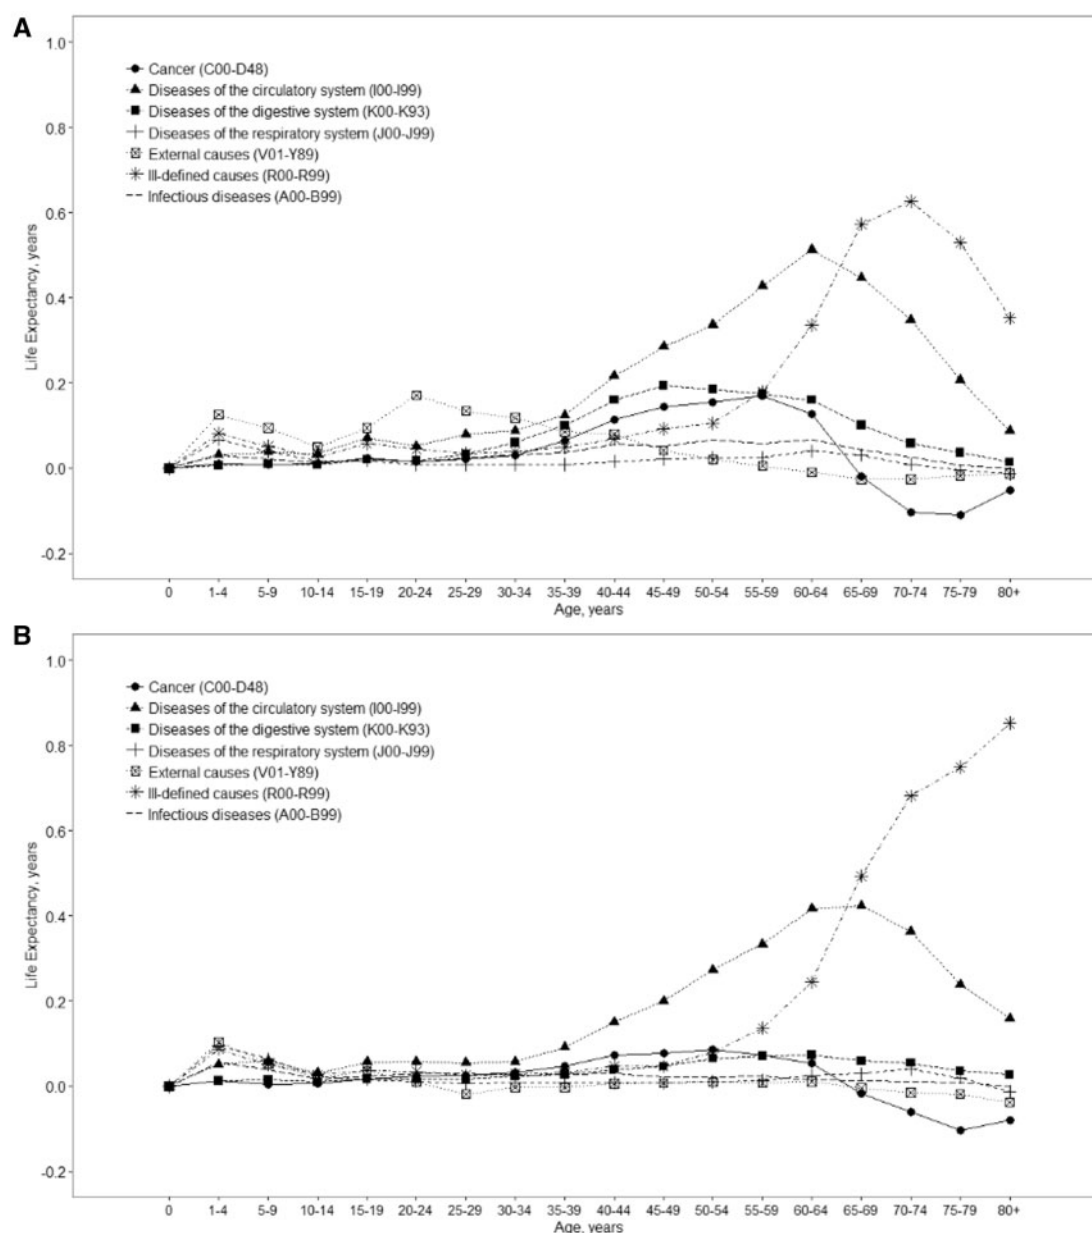 A
1.0
0.8
0.6
0.4
0.2
0.0
-0.2
Life Expectancy, years
Cancer (C00-D48)
Diseases of the circulatory system (I00-I99)
Diseases of the digestive system (K00-K93)
Diseases of the respiratory system (J00-J99)
External causes (V01-Y89)
Ill-defined causes (R00-R99)
Infectious diseases (A00-B99)
0 1-4 5-9 10-14 15-19 20-24 25-29 30-34 35-39 40-44 45-49 50-54 55-59 60-64 65-69 70-74 75-79 80+
Age, years
B
1.0
0.8
0.6
0.4
0.2
0.0
-0.2
Life Expectancy, years
Cancer (C00-D48)
Diseases of the circulatory system (I00-I99)
Diseases of the digestive system (K00-K93)
Diseases of the respiratory system (J00-J99)
External causes (V01-Y89)
Ill-defined causes (R00-R99)
Infectious diseases (A00-B99)
0 1-4 5-9 10-14 15-19 20-24 25-29 30-34 35-39 40-44 45-49 50-54 55-59 60-64 65-69 70-74 75-79 80+
Age, years